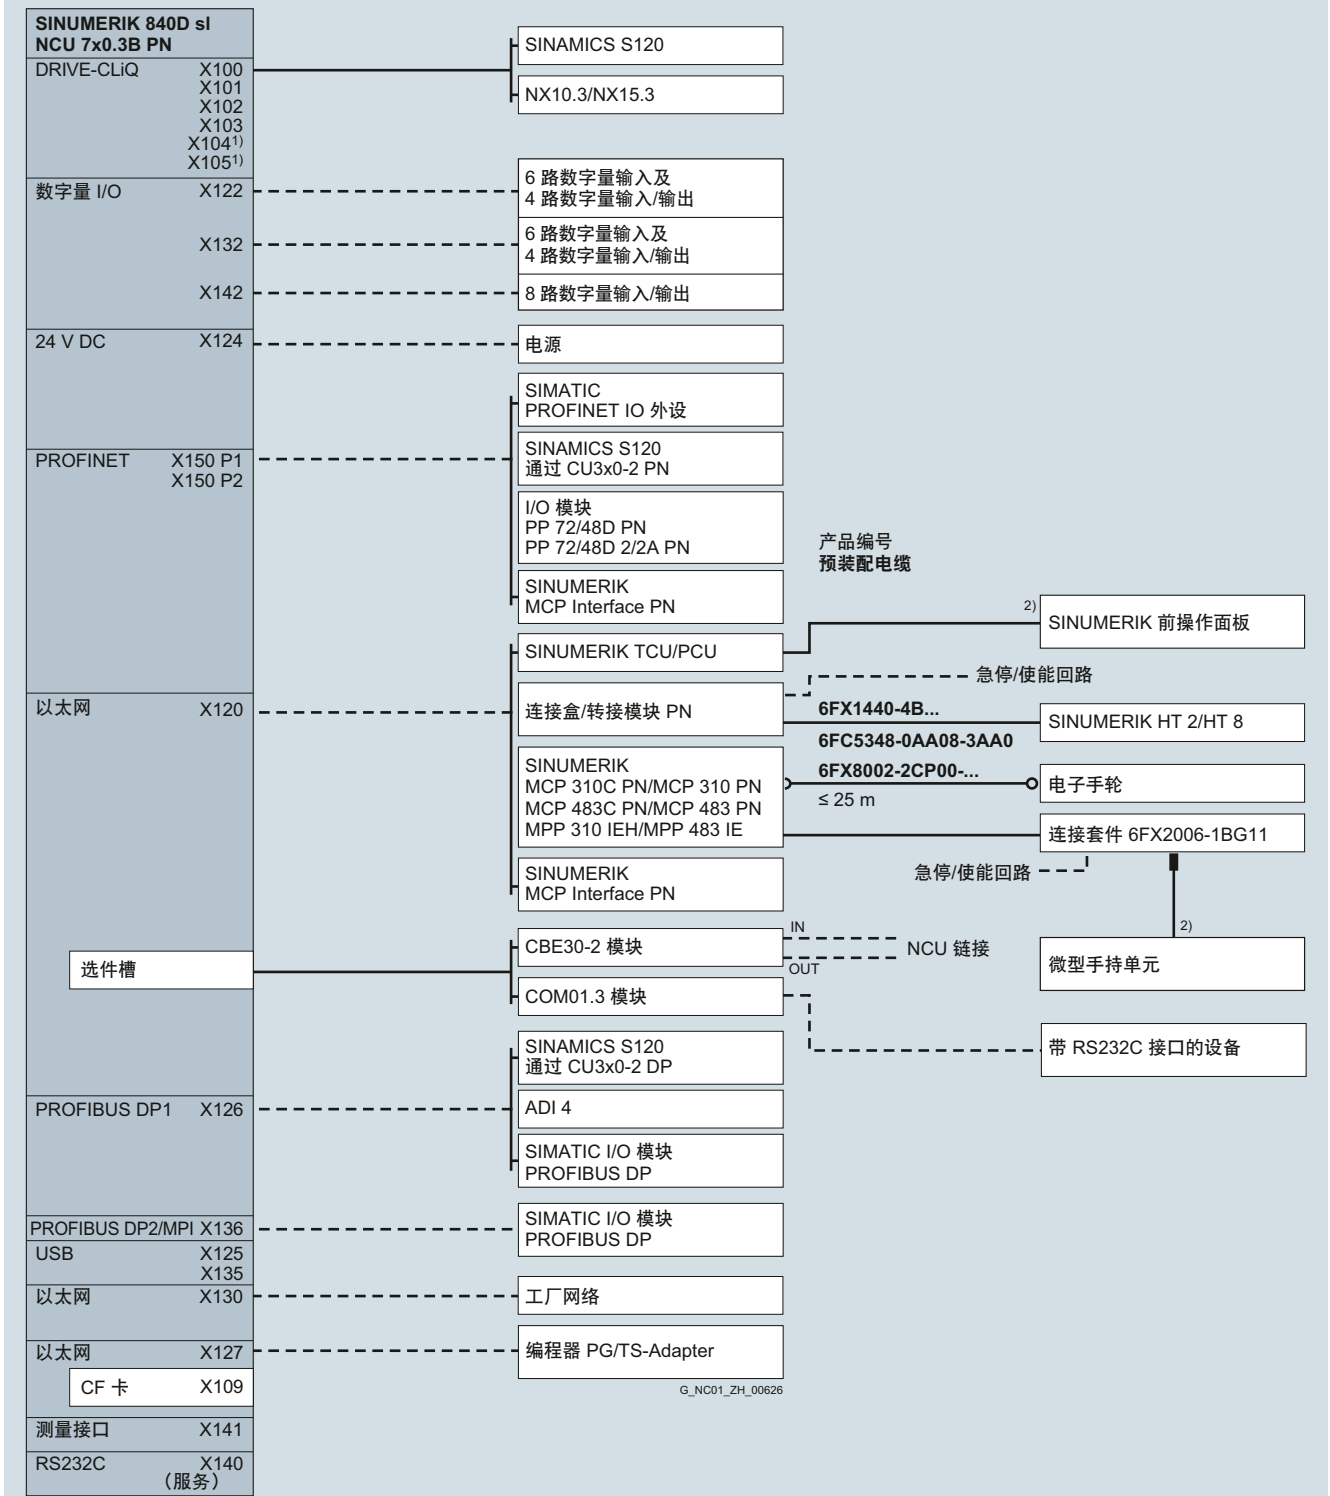 SINUMERIK 840D sl
NCU 7x0.3B PN
DRIVE-CLiQ X100
X101
X102
X103
X104¹⁾
X105¹⁾
SINAMICS S120
NX10.3/NX15.3
数字量 I/O X122
6 路数字量输入及
4 路数字量输入/输出
X132
6 路数字量输入及
4 路数字量输入/输出
X142
8 路数字量输入/输出
24 V DC X124
电源
SIMATIC
PROFINET IO 外设
PROFINET X150 P1
X150 P2
SINAMICS S120
通过 CU3x0-2 PN
I/O 模块
PP 72/48D PN
PP 72/48D 2/2A PN
SINUMERIK
MCP Interface PN
产品编号
预装配电缆
SINUMERIK TCU/PCU
2)
SINUMERIK 前操作面板
以太网 X120
连接盒/转接模块 PN
急停/使能回路
6FX1440-4B...
6FC5348-0AA08-3AA0
SINUMERIK HT 2/HT 8
SINUMERIK
MCP 310C PN/MCP 310 PN
MCP 483C PN/MCP 483 PN
MPP 310 IEH/MPP 483 IE
6FX8002-2CP00-...
≤ 25 m
电子手轮
连接套件 6FX2006-1BG11
急停/使能回路
SINUMERIK
MCP Interface PN
2)
微型手持单元
选件槽
CBE30-2 模块
IN
OUT
NCU 链接
COM01.3 模块
带 RS232C 接口的设备
SINAMICS S120
通过 CU3x0-2 DP
PROFIBUS DP1 X126
ADI 4
SIMATIC I/O 模块
PROFIBUS DP
PROFIBUS DP2/MPI X136
SIMATIC I/O 模块
PROFIBUS DP
USB X125
X135
以太网 X130
工厂网络
以太网 X127
编程器 PG/TS-Adapter
G_NC01_ZH_00626
CF 卡 X109
测量接口 X141
RS232C X140
（服务）